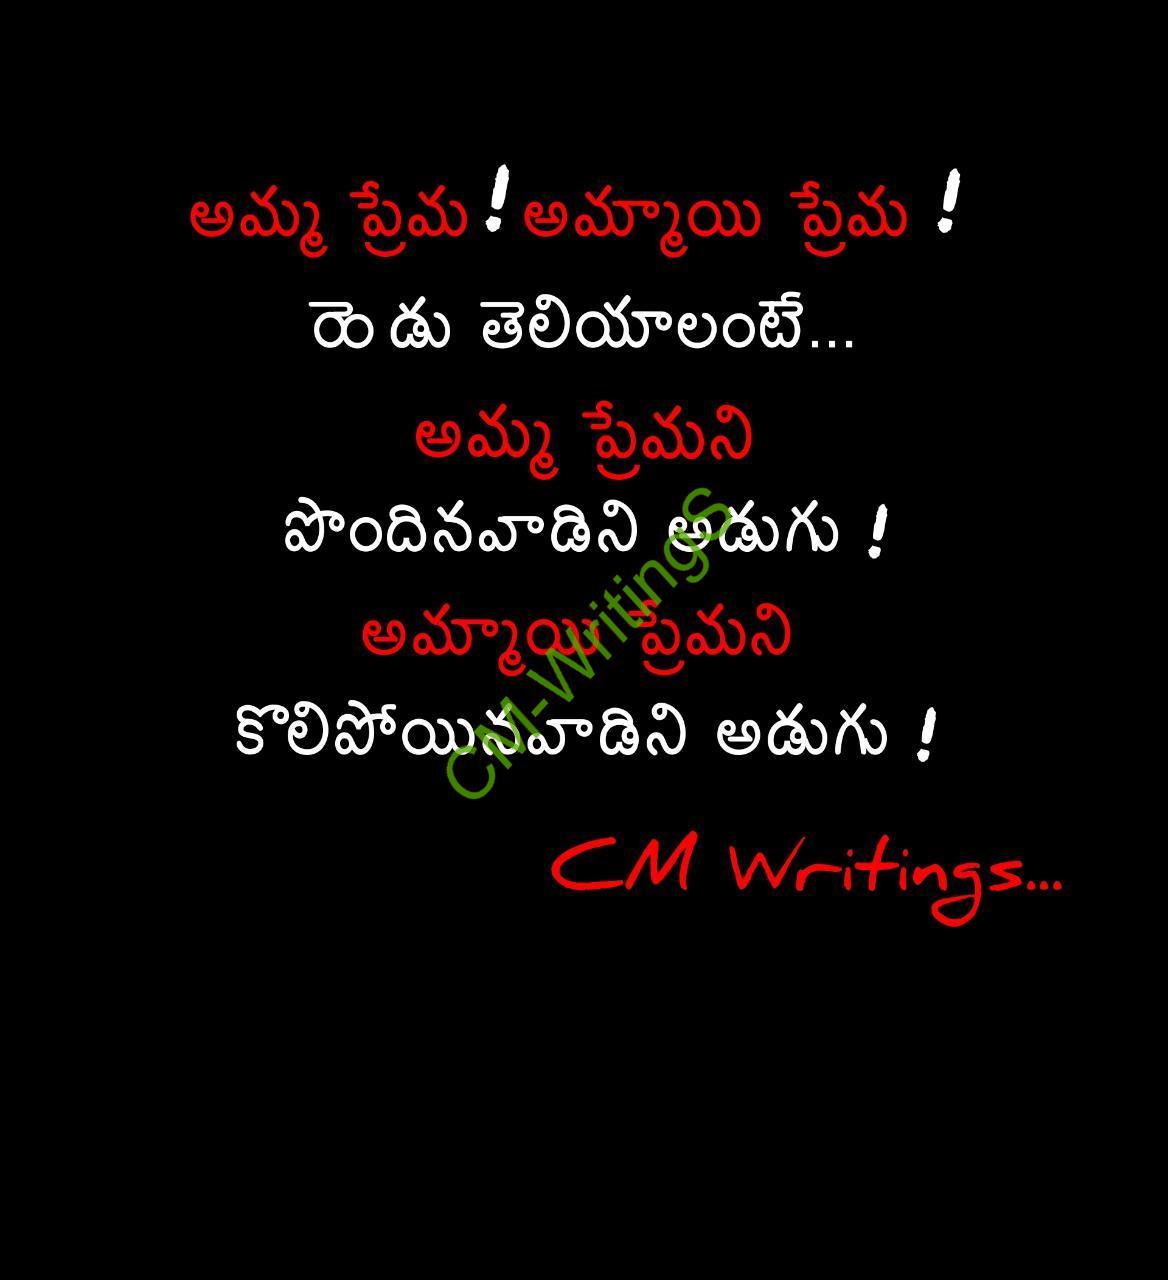 అమ్మ ప్రేమ ! అమ్మాయి ప్రేమ !
రెండు తెలియాలంటే...
అమ్మ ప్రేమని
పొందినవాడిని అడుగు !
అమ్మాయి ప్రేమని
కొలిపోయినవాడిని అడుగు !
CM-WritingS
CM Writings...